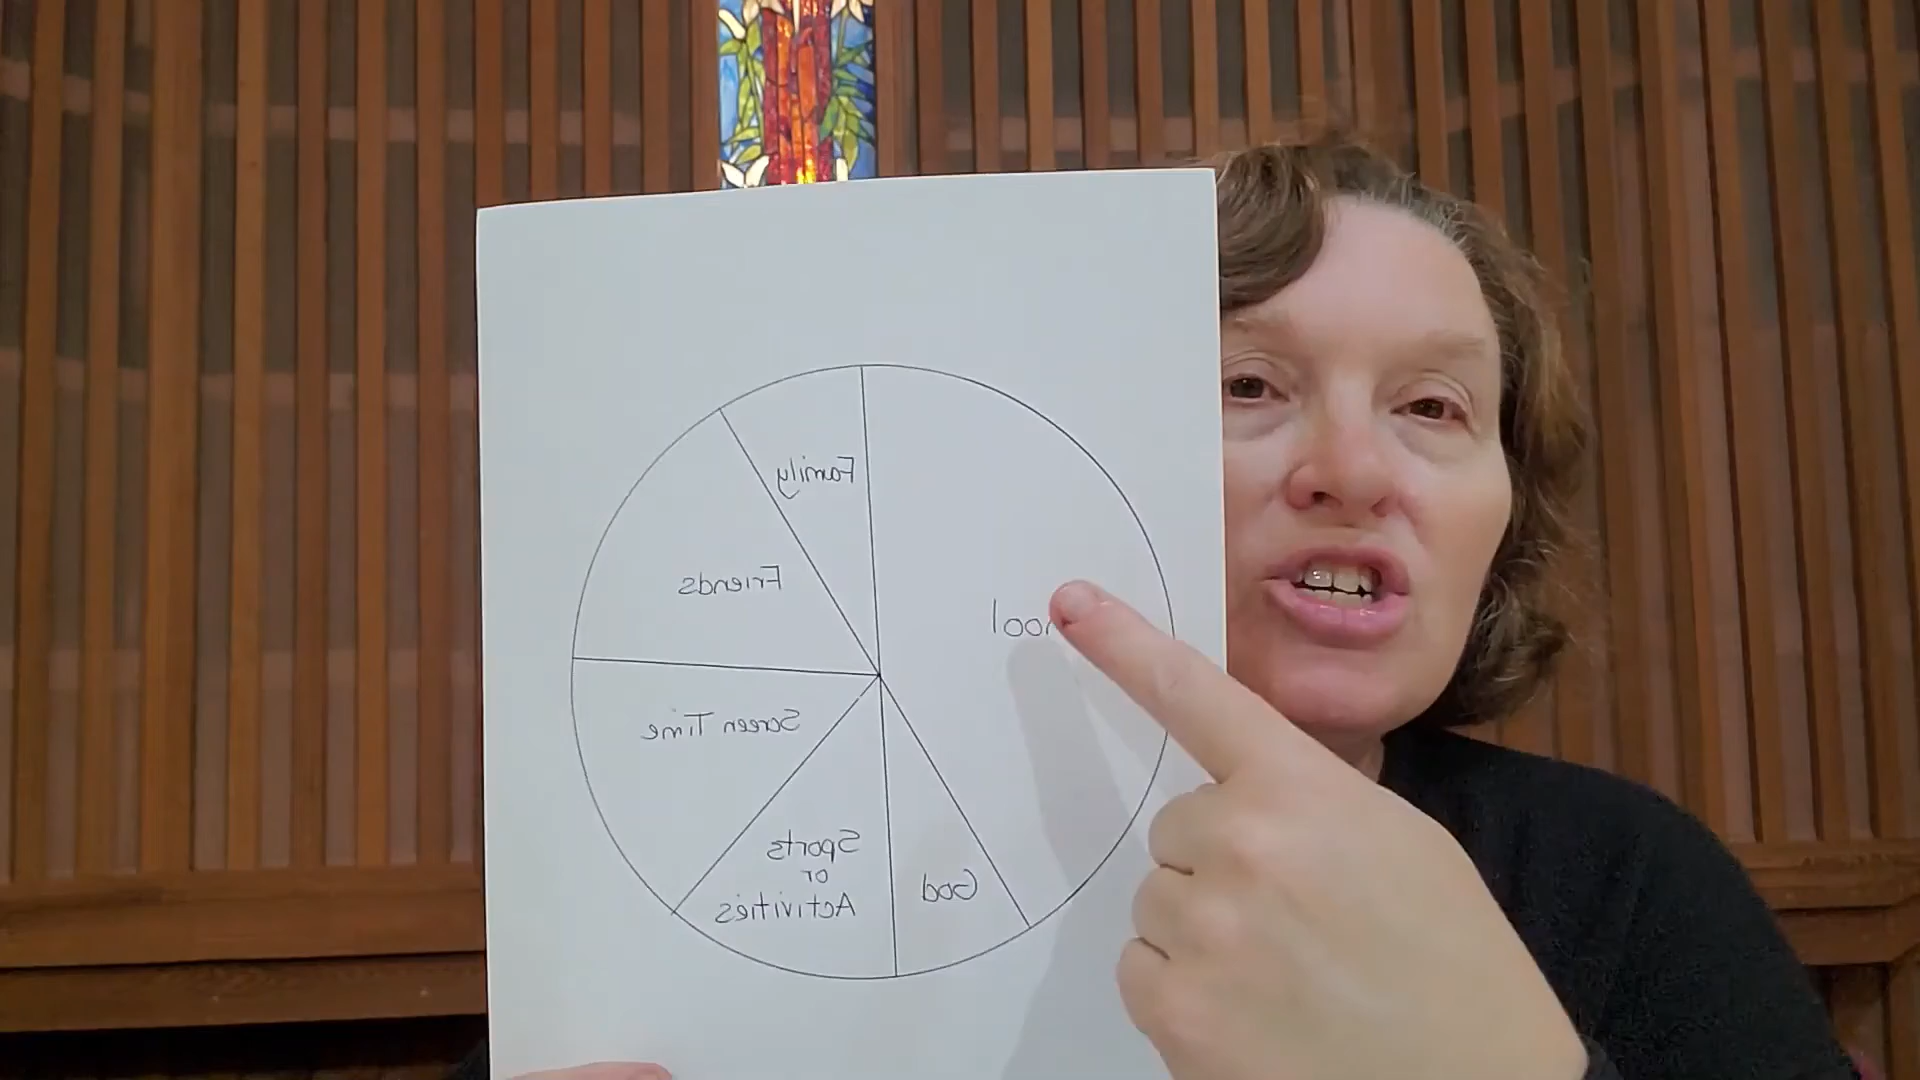 Family
Friends
Screen Time
Sports
or
Activities
God